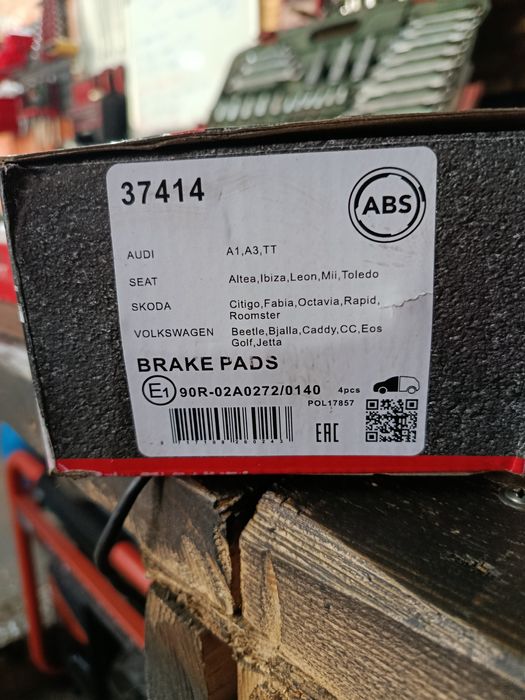 37414
ABS
AUDI A1,A3,TT
SEAT Altea,Ibiza,Leon,Mii,Toledo
SKODA Citigo,Fabia,Octavia,Rapid,
Roomster
VOLKSWAGEN Beetle,Bjalla,Caddy,CC,Eos
Golf,Jetta
BRAKE PADS
E1 90R-02A0272/0140 4pcs
POL17857
EAC